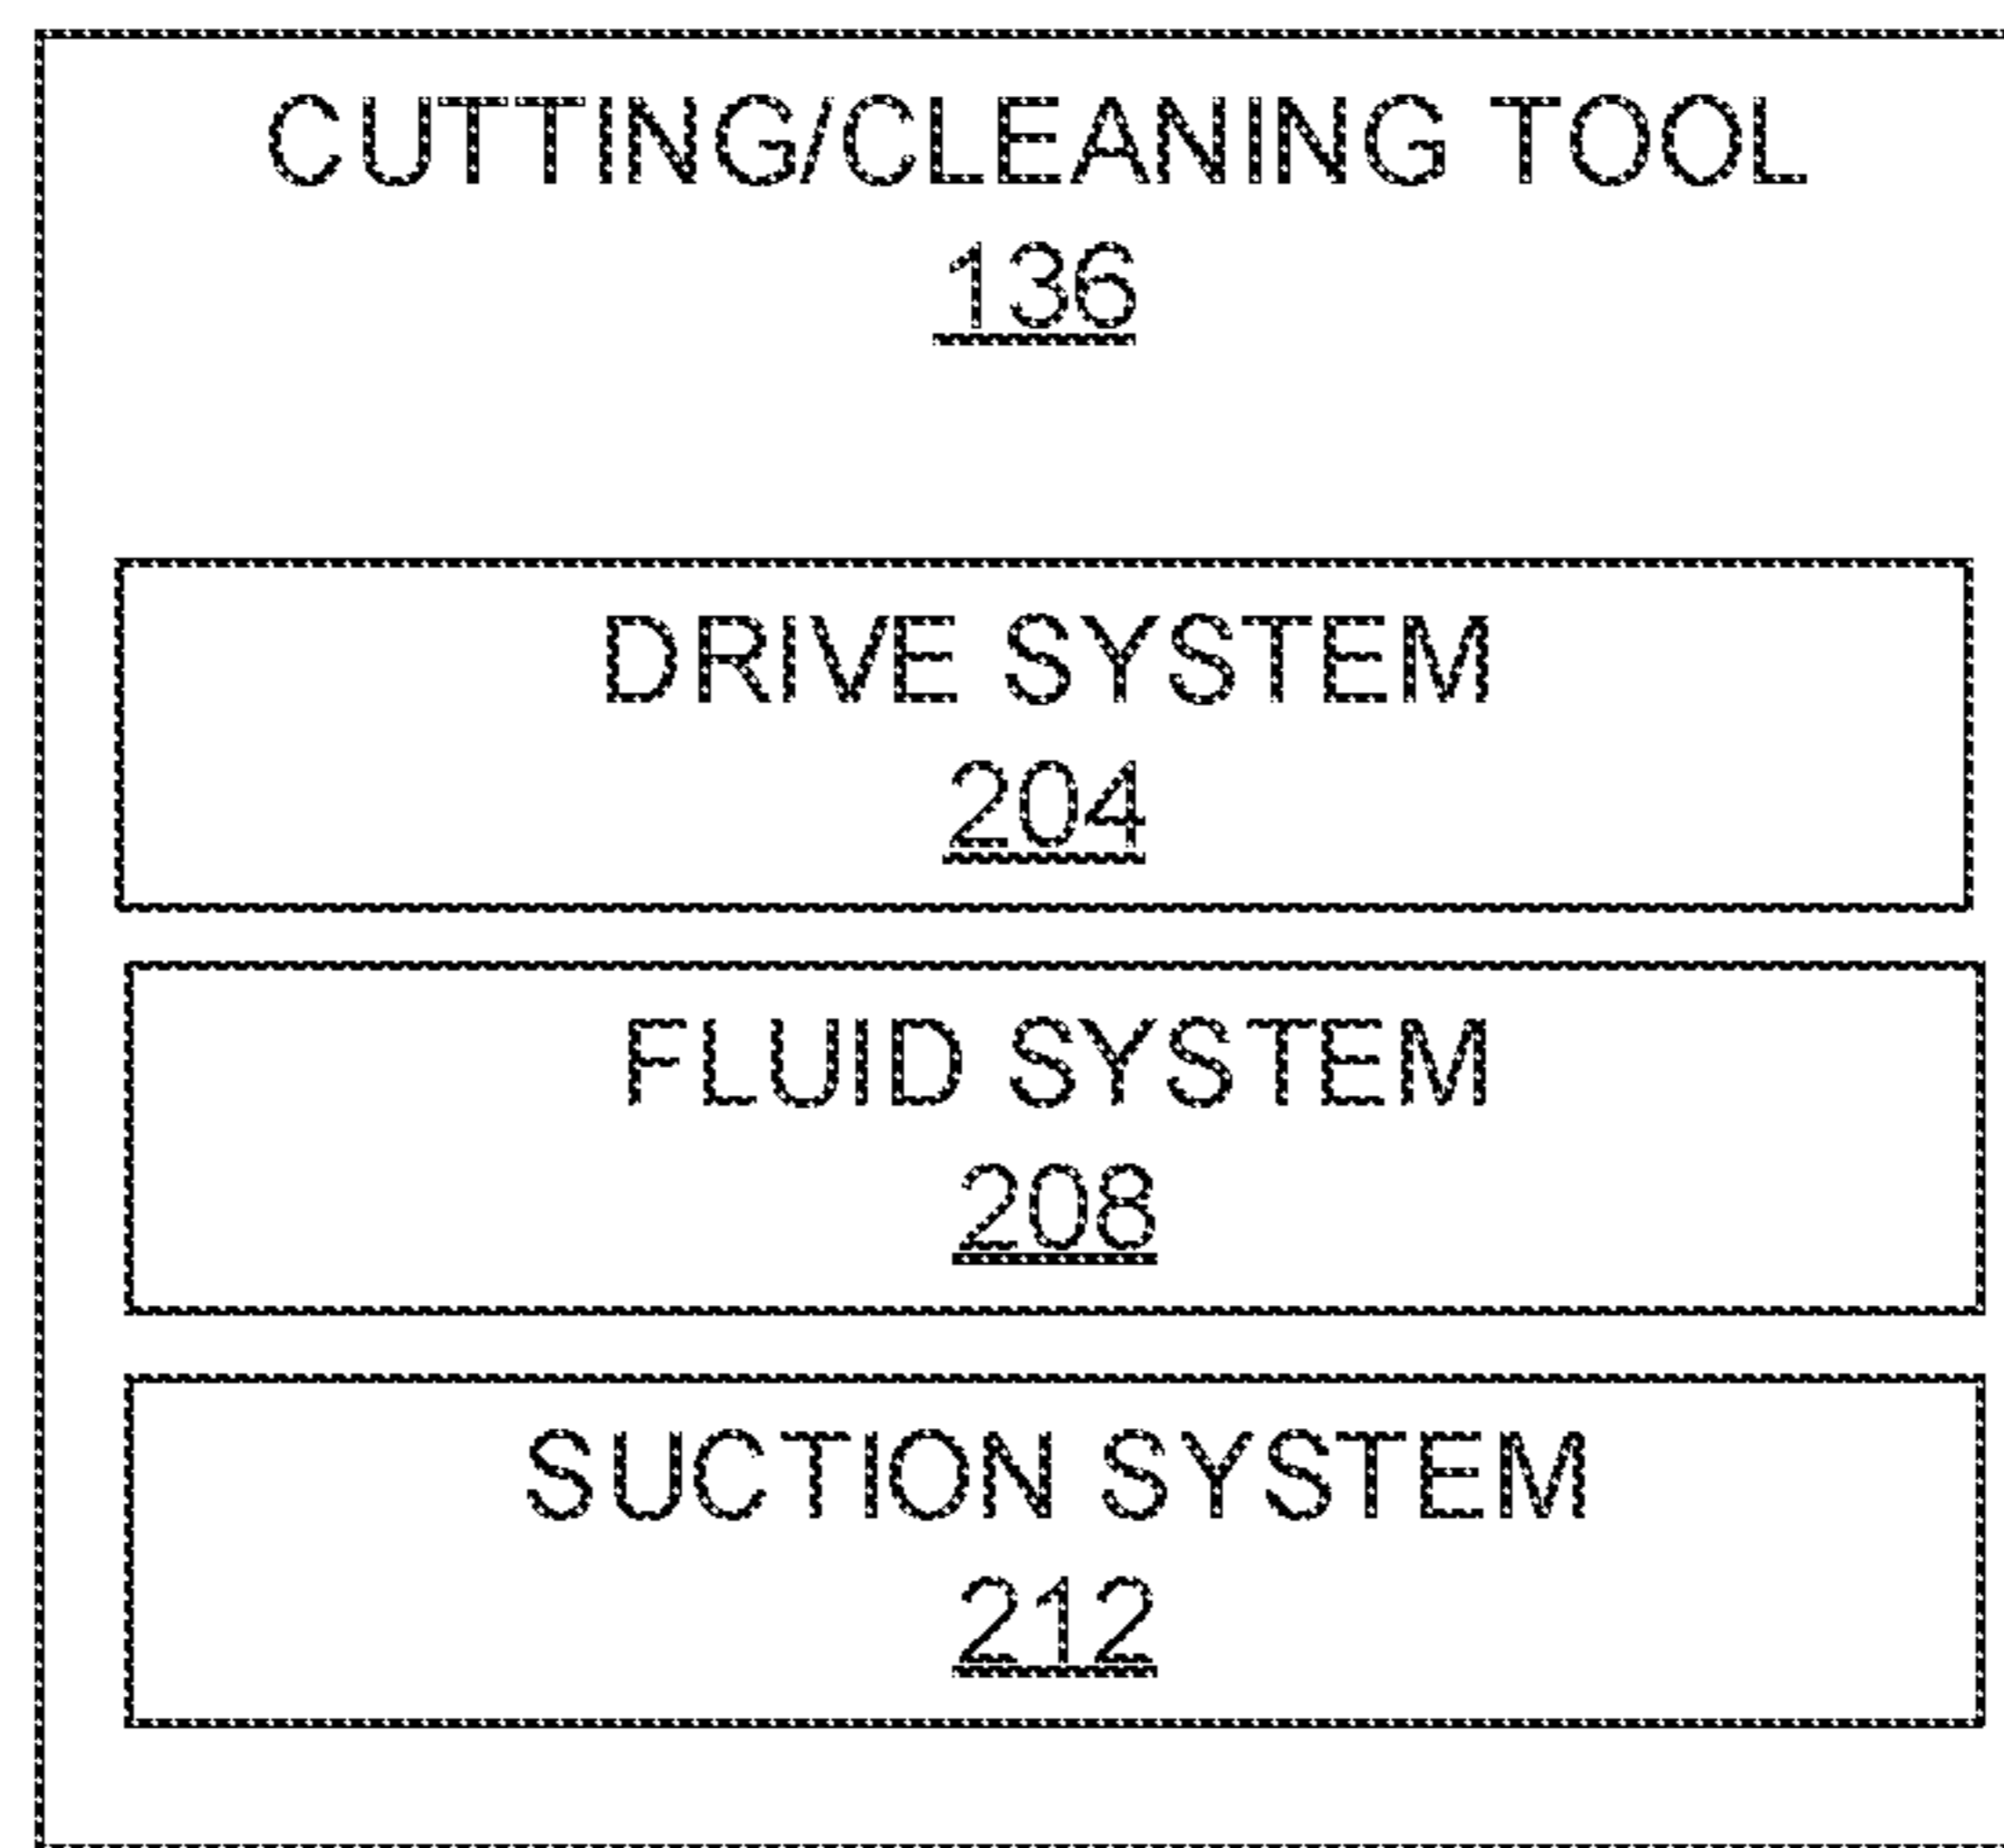 CUTTING/CLEANING TOOL
136
DRIVE SYSTEM
204
FLUID SYSTEM
208
SUCTION SYSTEM
212